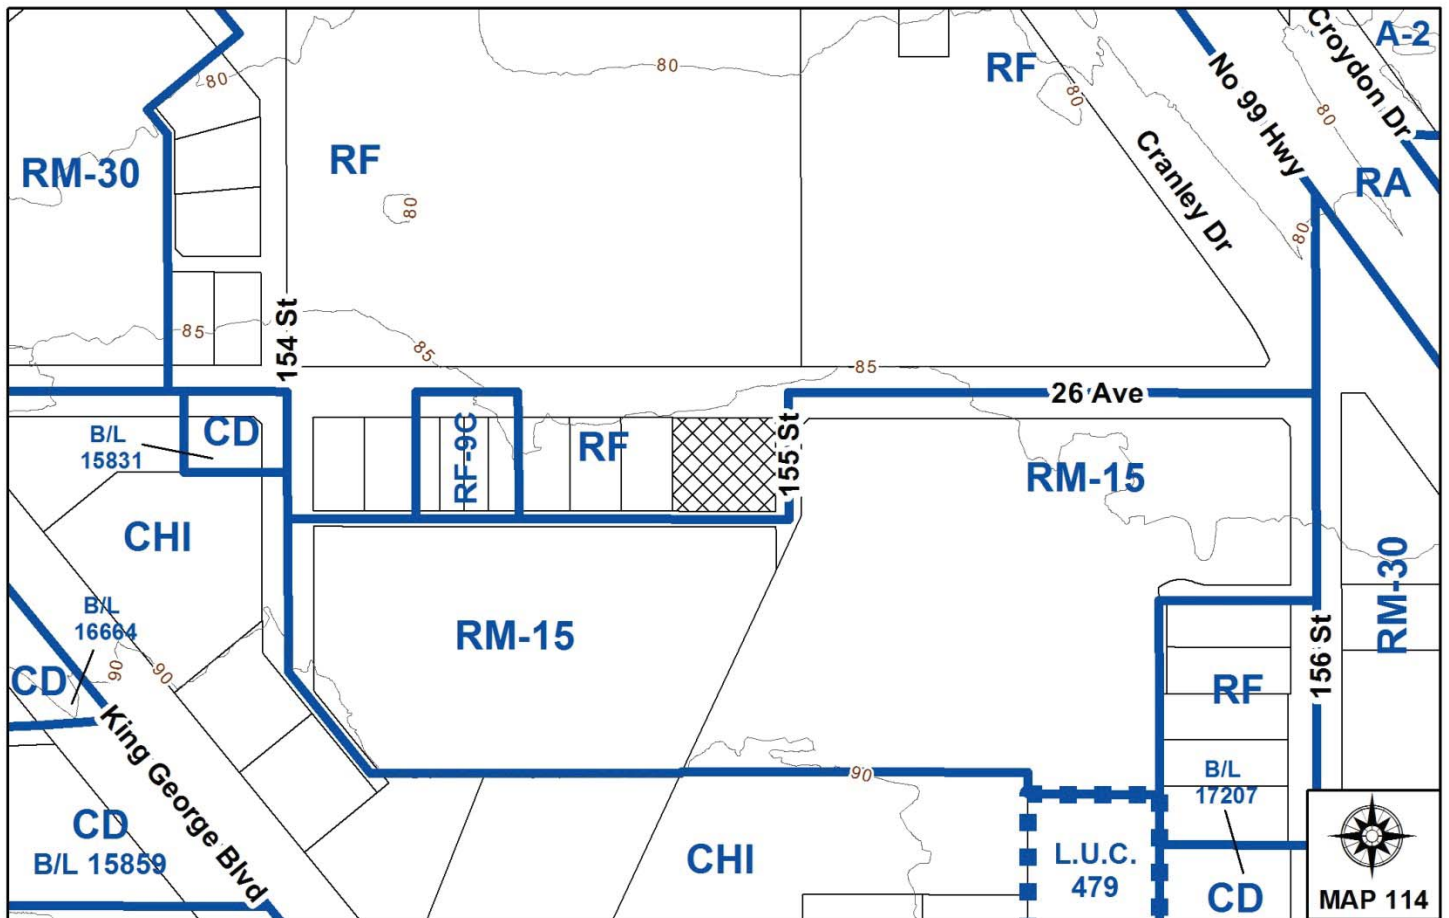 Croydon Dr
A-2
80
80
RF
80
No 99 Hwy
80
RM-30
RF
Cranley Dr
RA
80
80
85
154 St
85
85
26 Ave
B/L
15831
CD
RF-9C
RF
155 St
RM-15
CHI
RM-30
B/L
16664
RM-15
156 St
90
90
CD
RF
King George Blvd
B/L
17207
90
CD
B/L 15859
CHI
L.U.C.
479
CD
MAP 114